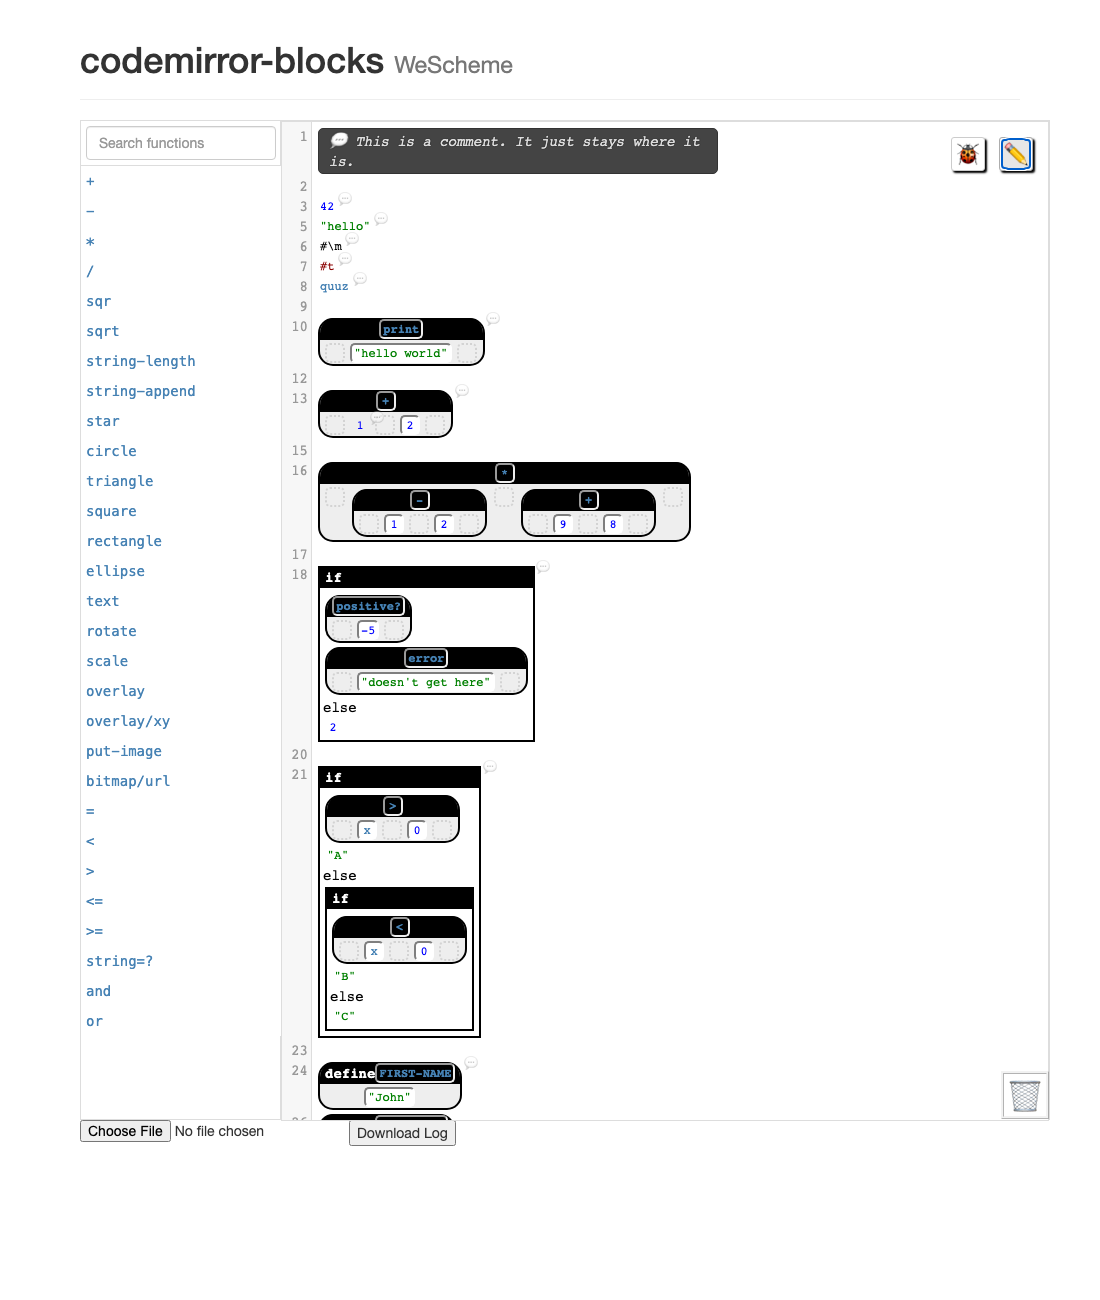 codemirror-blocks WeScheme
Search functions
+
-
*
/
sqr
sqrt
string-length
string-append
star
circle
triangle
square
rectangle
ellipse
text
rotate
scale
overlay
overlay/xy
put-image
bitmap/url
=
<
>
<=
>=
string=?
and
or
1 This is a comment. It just stays where it
is.
2
3 42
5 "hello"
6 #\m
7 #t
8 quuz
9
10 print
"hello world"
12
13 +
1 2
15
16 *
- +
1 2 9 8
17
18 if
positive?
-5
error
"doesn't get here"
else
2
20
21 if
>
x 0
"A"
else
if
<
x 0
"B"
else
"C"
23
24 define FIRST-NAME
"John"
Choose File No file chosen Download Log